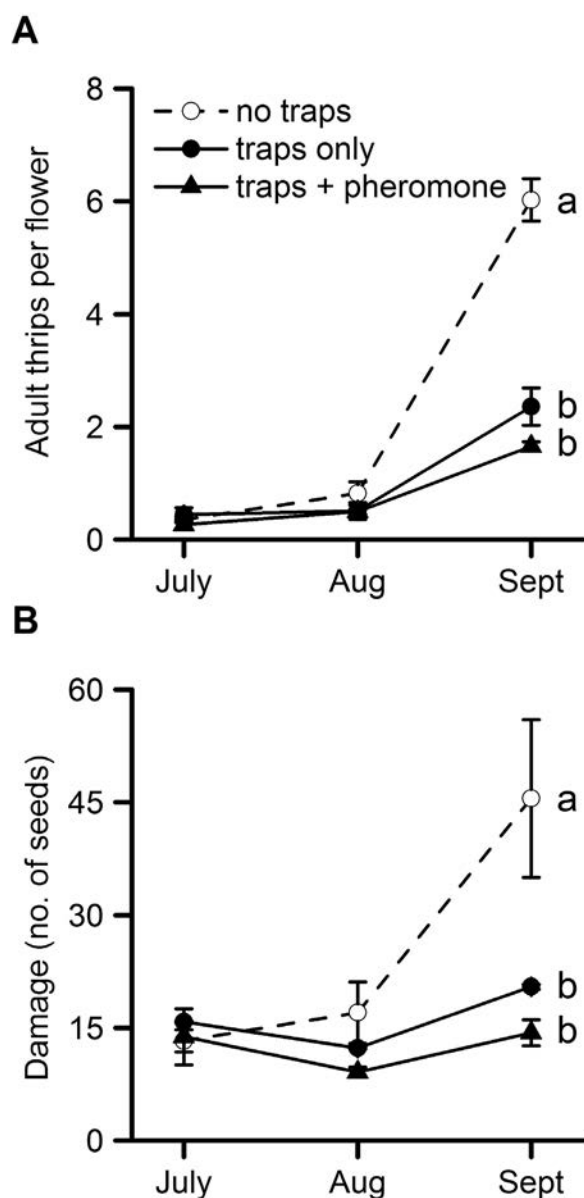 A
8
no traps
traps only
traps + pheromone
6
a
Adult thrips per flower
4
b
2
b
0
July Aug Sept
B
60
45
a
Damage (no. of seeds)
30
b
15
b
0
July Aug Sept